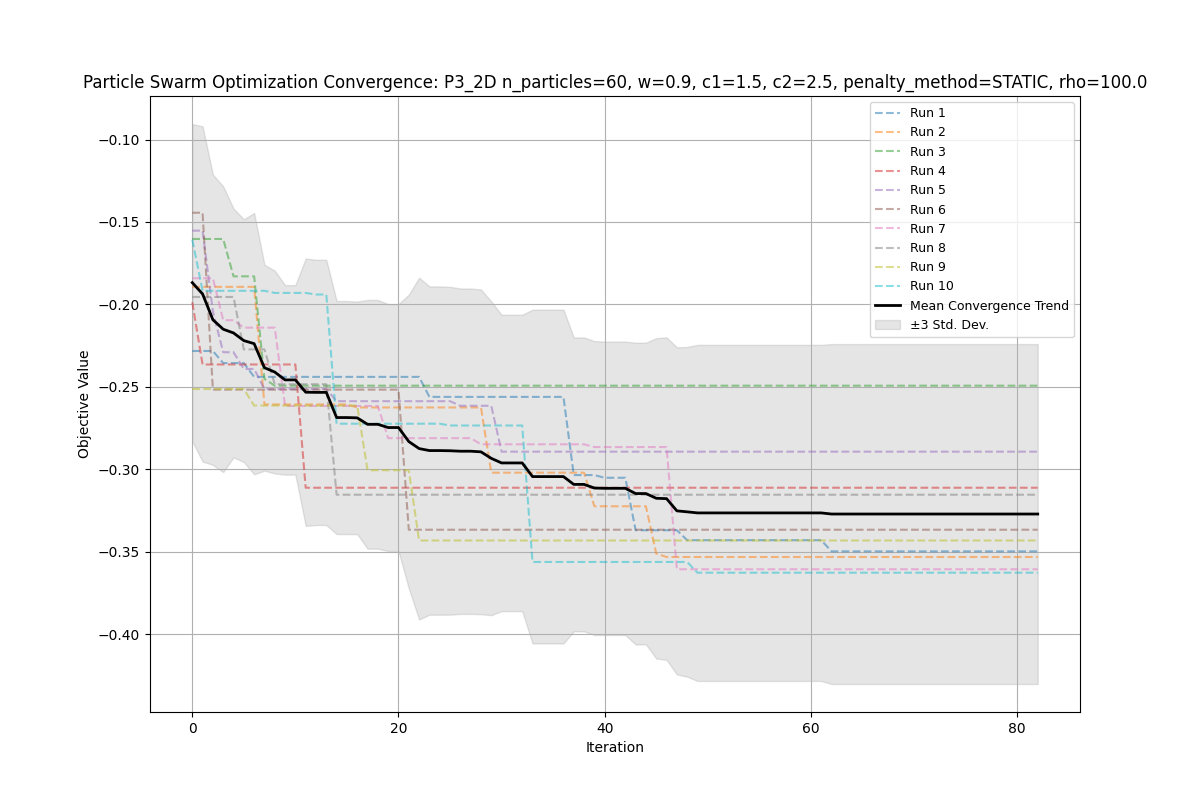 Particle Swarm Optimization Convergence: P3_2D n_particles=60, w=0.9, c1=1.5, c2=2.5, penalty_method=STATIC, rho=100.0
Objective Value
−0.10
−0.15
−0.20
−0.25
−0.30
−0.35
−0.40
Run 1
Run 2
Run 3
Run 4
Run 5
Run 6
Run 7
Run 8
Run 9
Run 10
Mean Convergence Trend
±3 Std. Dev.
0 20 40 60 80
Iteration